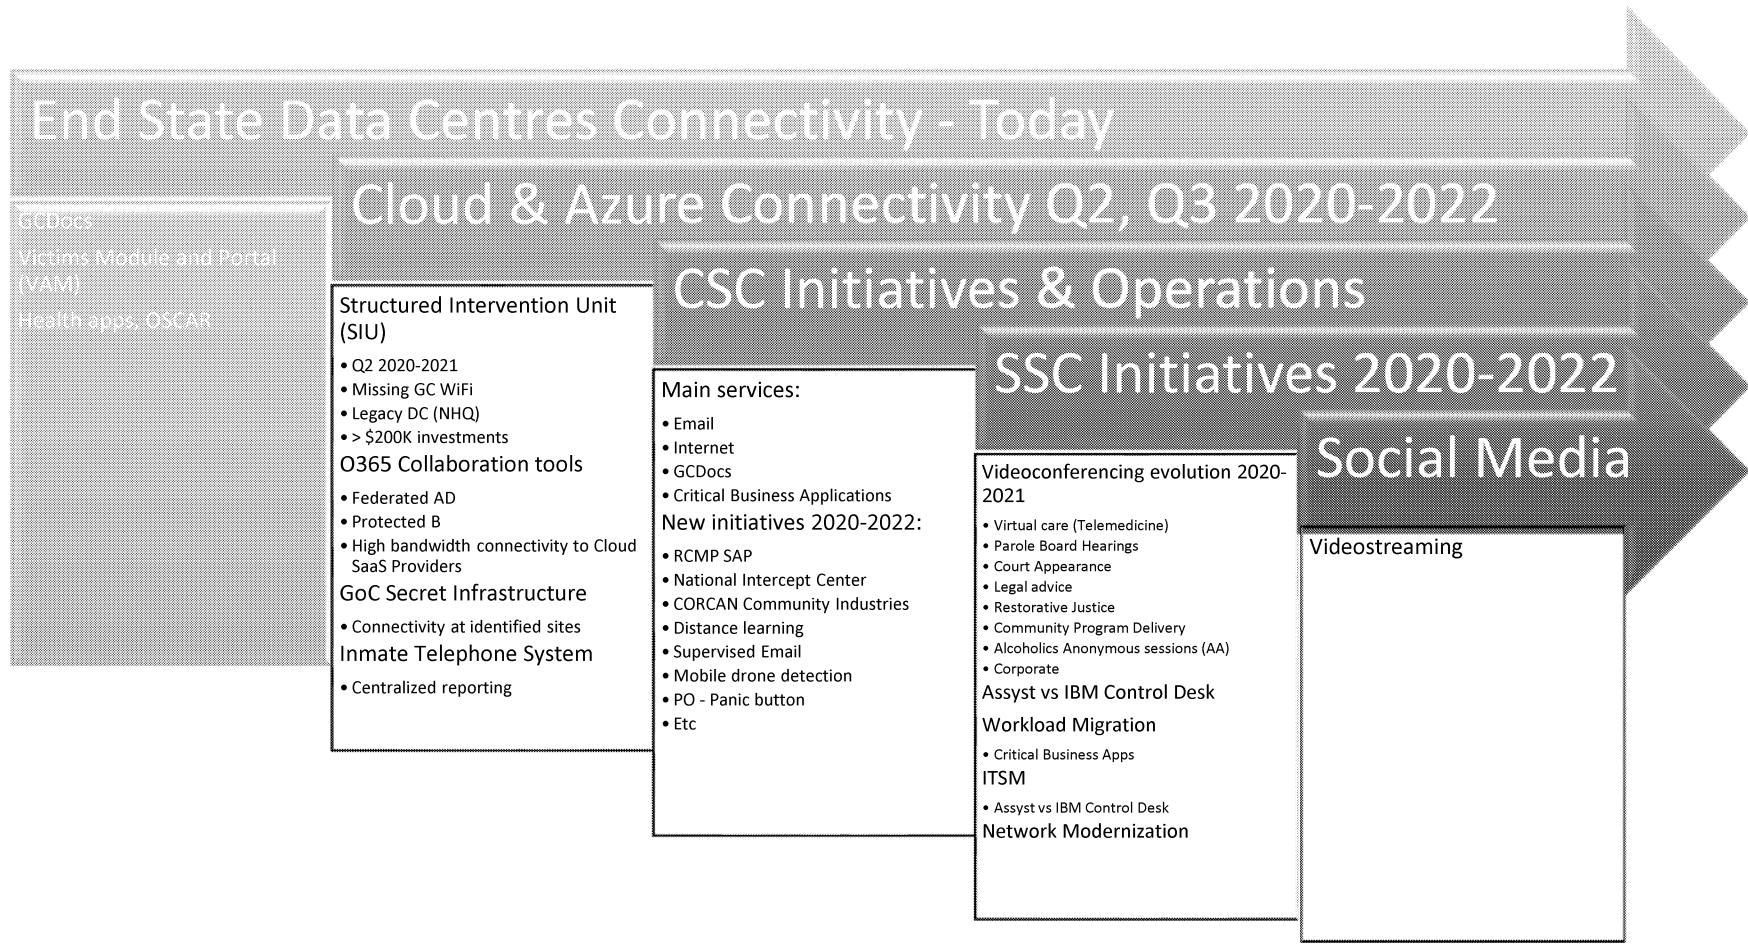 End State Data Centres Connectivity - Today
GCDocs
Victims Module and Portal
(VAM)
Health apps, OSCAR
Cloud & Azure Connectivity Q2, Q3 2020-2022
Structured Intervention Unit
(SIU)
• Q2 2020-2021
• Missing GC WiFi
• Legacy DC (NHQ)
• > $200K investments
O365 Collaboration tools
• Federated AD
• Protected B
• High bandwidth connectivity to Cloud
SaaS Providers
GoC Secret Infrastructure
• Connectivity at identified sites
Inmate Telephone System
• Centralized reporting
CSC Initiatives & Operations
Main services:
• Email
• Internet
• GCDocs
• Critical Business Applications
New initiatives 2020-2022:
• RCMP SAP
• National Intercept Center
• CORCAN Community Industries
• Distance learning
• Supervised Email
• Mobile drone detection
• PO - Panic button
• Etc
SSC Initiatives 2020-2022
Videoconferencing evolution 2020-
2021
• Virtual care (Telemedicine)
• Parole Board Hearings
• Court Appearance
• Legal advice
• Restorative Justice
• Community Program Delivery
• Alcoholics Anonymous sessions (AA)
• Corporate
Assyst vs IBM Control Desk
Workload Migration
• Critical Business Apps
ITSM
• Assyst vs IBM Control Desk
Network Modernization
Social Media
Videostreaming